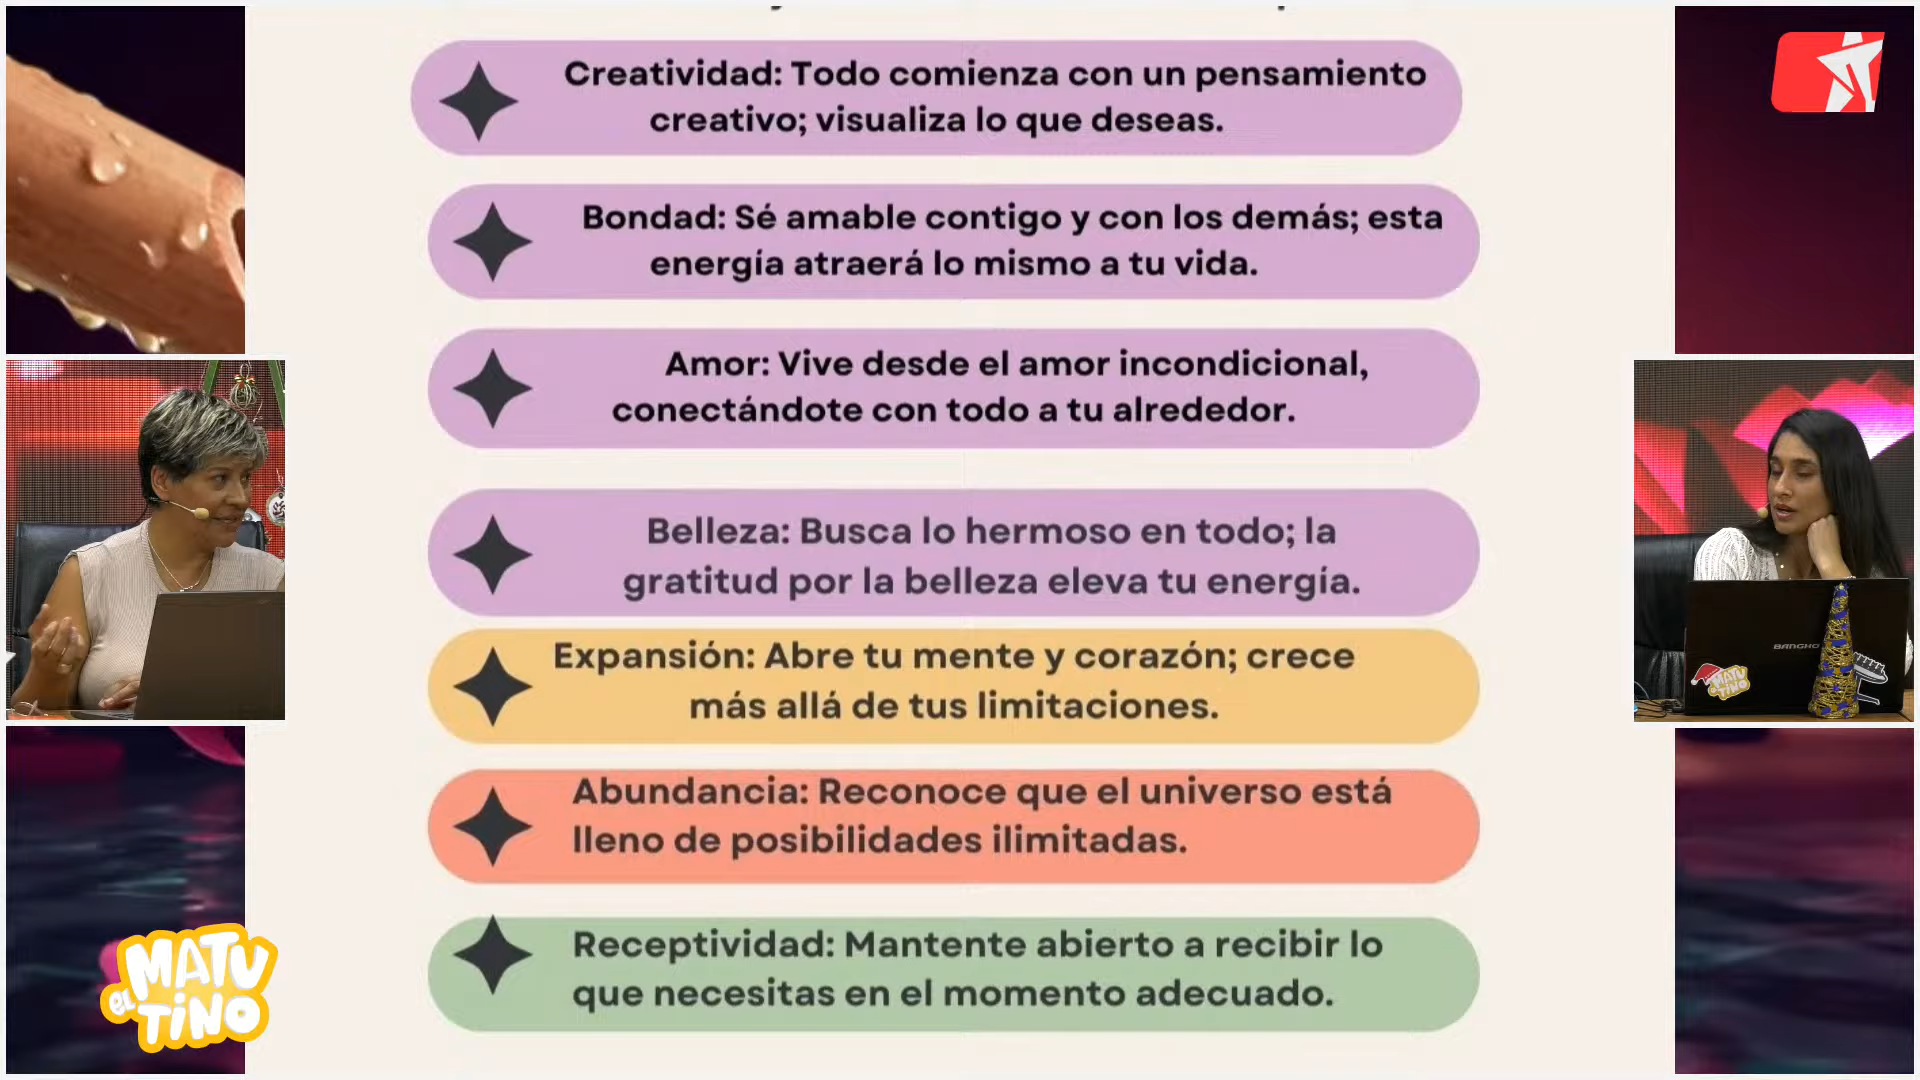 Creatividad: Todo comienza con un pensamiento
creativo; visualiza lo que deseas.
Bondad: Sé amable contigo y con los demás; esta
energía atraerá lo mismo a tu vida.
Amor: Vive desde el amor incondicional,
conectándote con todo a tu alrededor.
Belleza: Busca lo hermoso en todo; la
gratitud por la belleza eleva tu energía.
Expansión: Abre tu mente y corazón; crece
más allá de tus limitaciones.
Abundancia: Reconoce que el universo está
lleno de posibilidades ilimitadas.
Receptividad: Mantente abierto a recibir lo
que necesitas en el momento adecuado.
BANGHO
MATU
TINO
MATU
el TINO